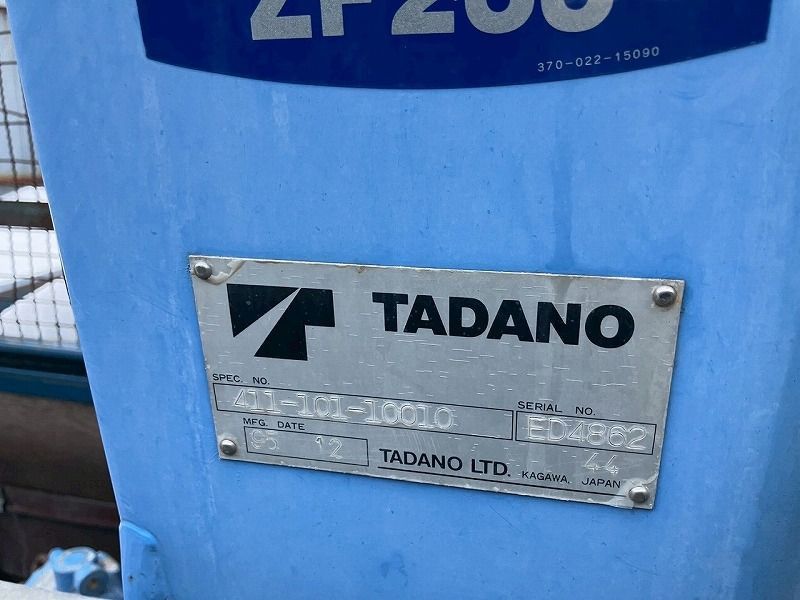 ZF260
370-022-15090
TADANO
SPEC. NO.
411-101-10010
SERIAL NO.
ED4862
MFG. DATE
95 12
44
TADANO LTD. KAGAWA, JAPAN